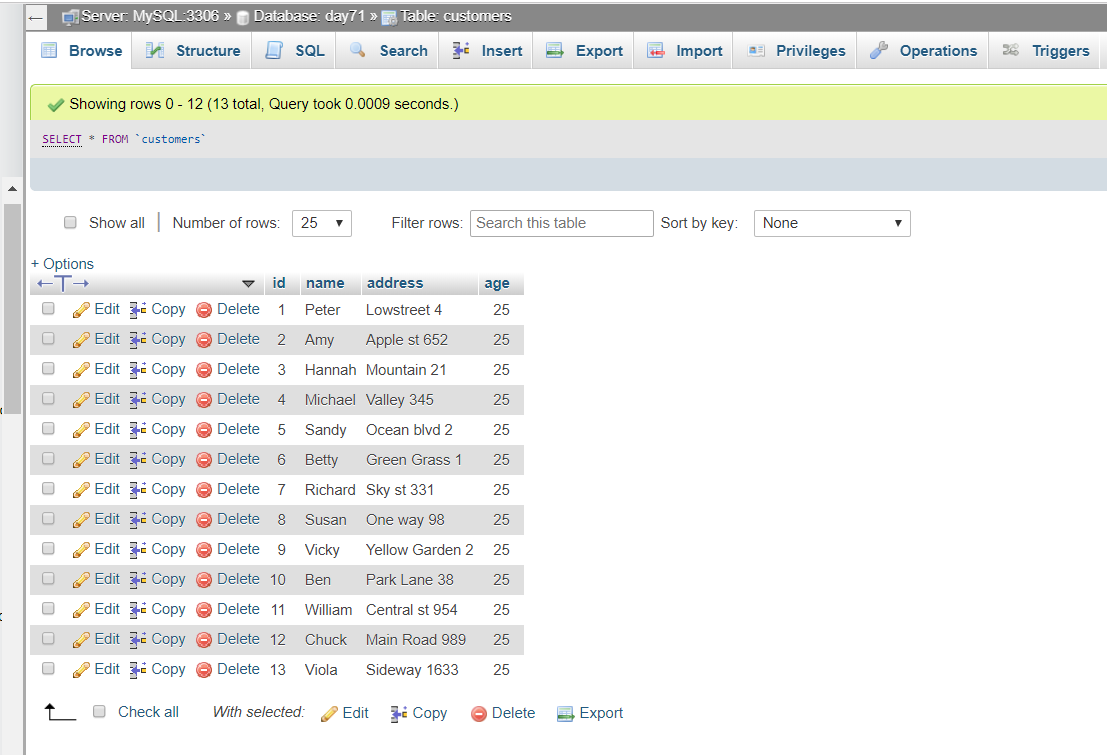 Server: MySQL:3306 » Database: day71 » Table: customers
Browse Structure SQL Search Insert Export Import Privileges Operations Triggers
Showing rows 0 - 12 (13 total, Query took 0.0009 seconds.)
SELECT * FROM `customers`
Show all Number of rows: 25 Filter rows: Search this table Sort by key: None
+ Options
id name address age
Edit Copy Delete 1 Peter Lowstreet 4 25
Edit Copy Delete 2 Amy Apple st 652 25
Edit Copy Delete 3 Hannah Mountain 21 25
Edit Copy Delete 4 Michael Valley 345 25
Edit Copy Delete 5 Sandy Ocean blvd 2 25
Edit Copy Delete 6 Betty Green Grass 1 25
Edit Copy Delete 7 Richard Sky st 331 25
Edit Copy Delete 8 Susan One way 98 25
Edit Copy Delete 9 Vicky Yellow Garden 2 25
Edit Copy Delete 10 Ben Park Lane 38 25
Edit Copy Delete 11 William Central st 954 25
Edit Copy Delete 12 Chuck Main Road 989 25
Edit Copy Delete 13 Viola Sideway 1633 25
Check all With selected: Edit Copy Delete Export